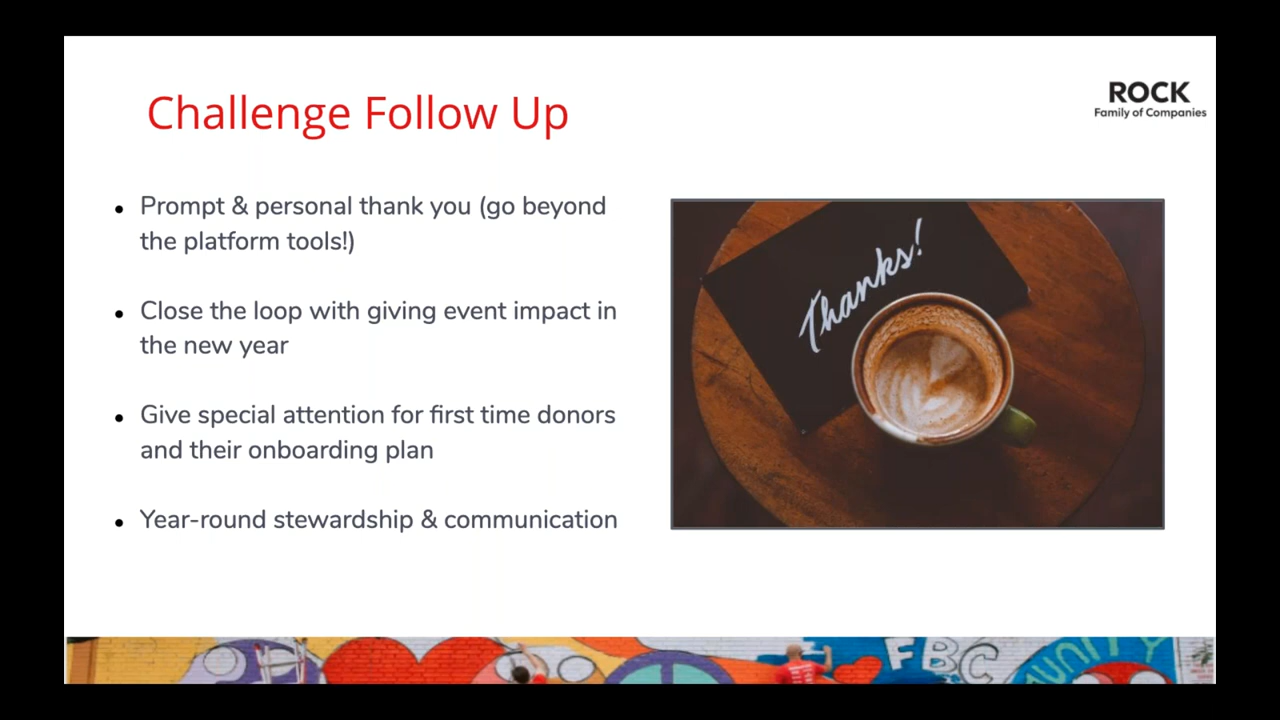 Challenge Follow Up
ROCK
Family of Companies
• Prompt & personal thank you (go beyond
the platform tools!)
• Close the loop with giving event impact in
the new year
• Give special attention for first time donors
and their onboarding plan
• Year-round stewardship & communication
Thanks!
FBC
UNITY